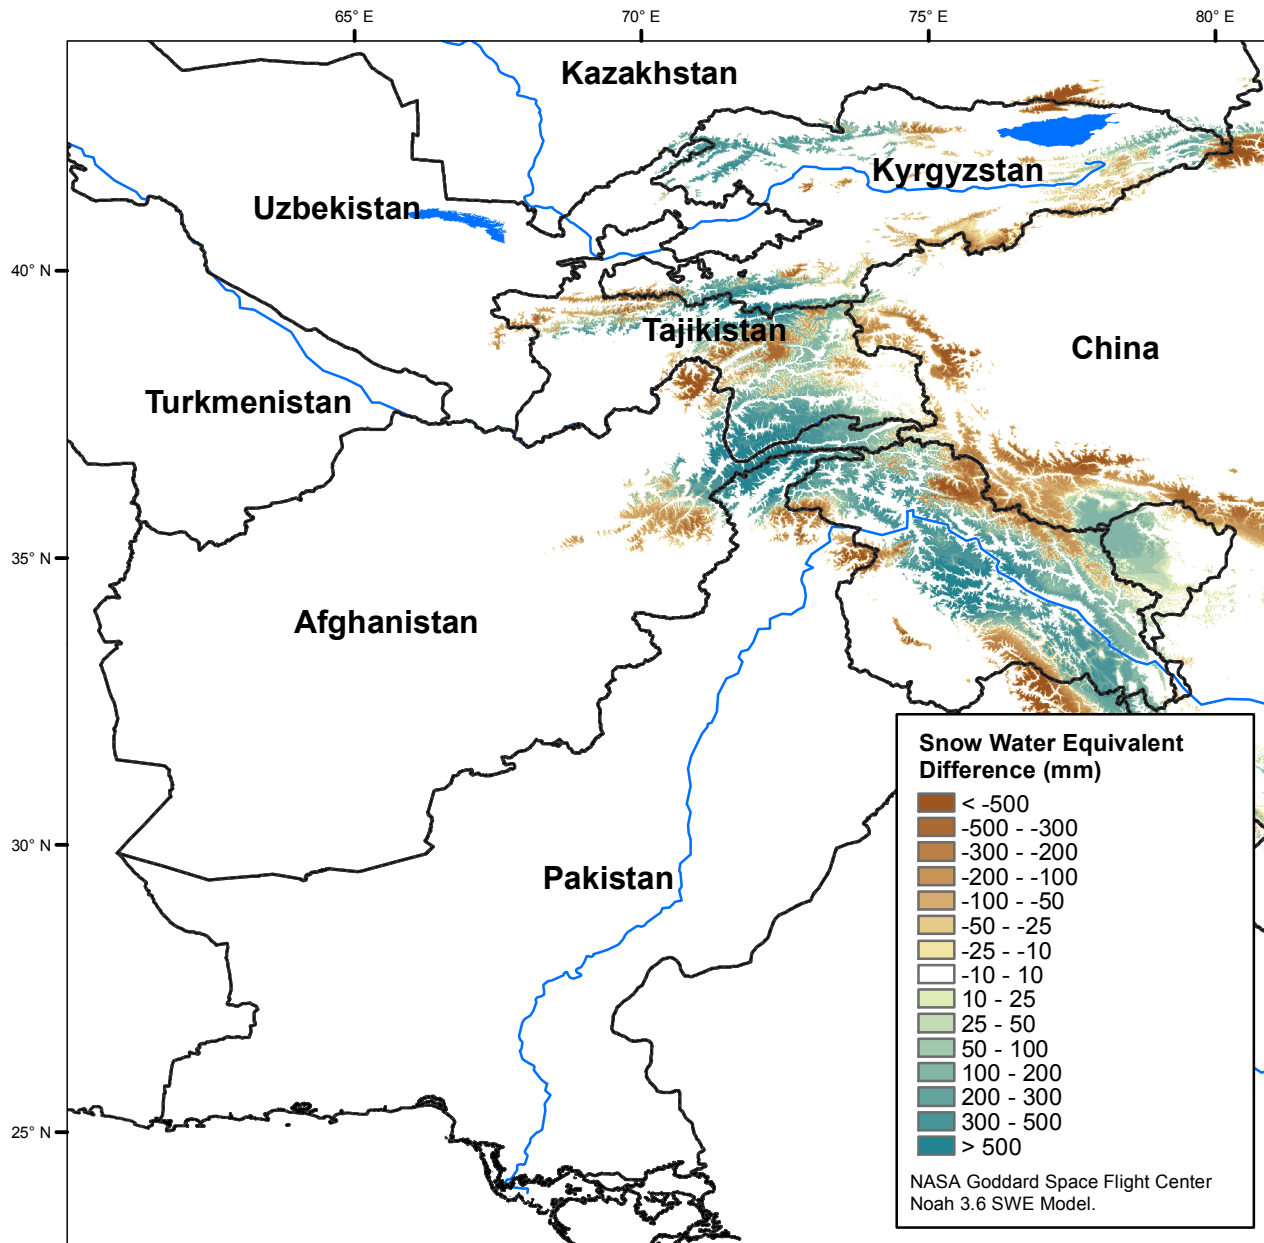 65° E
70° E
75° E
80° E
Kazakhstan
Kyrgyzstan
Uzbekistan
40° N
Tajikistan
China
Turkmenistan
35° N
Afghanistan
Snow Water Equivalent
Difference (mm)
< -500
-500 - -300
-300 - -200
-200 - -100
-100 - -50
-50 - -25
-25 - -10
-10 - 10
10 - 25
25 - 50
50 - 100
100 - 200
200 - 300
300 - 500
> 500
30° N
Pakistan
25° N
NASA Goddard Space Flight Center
Noah 3.6 SWE Model.